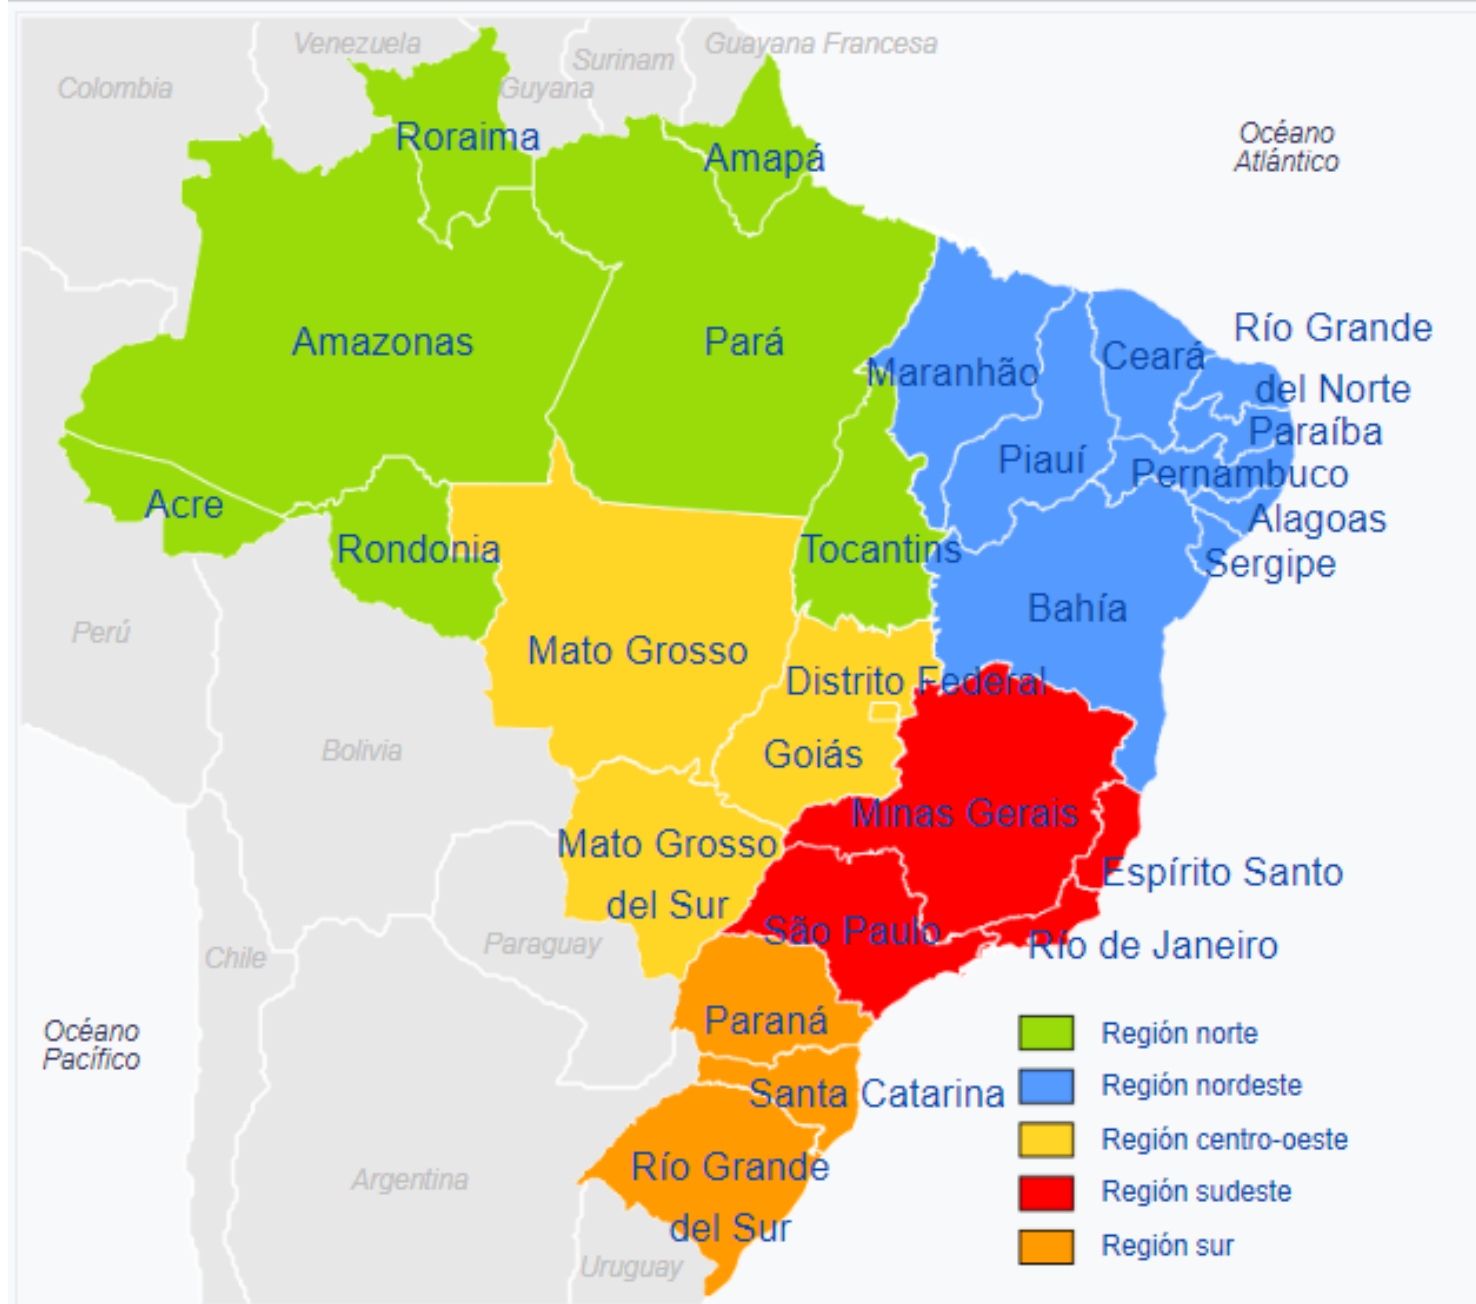 Venezuela
Guayana Francesa
Surinam
Colombia
Guyana
Roraima
Océano
Atlántico
Amapá
Río Grande
del Norte
Amazonas
Pará
Maranhão
Ceará
Paraíba
Piauí
Pernambuco
Acre
Alagoas
Rondonia
Tocantins
Sergipe
Bahía
Perú
Mato Grosso
Distrito Federal
Bolivia
Goiás
Minas Gerais
Mato Grosso
del Sur
Espírito Santo
São Paulo
Río de Janeiro
Paraguay
Chile
Océano
Pacífico
Paraná
Región norte
Santa Catarina
Región nordeste
Región centro-oeste
Río Grande
del Sur
Argentina
Región sudeste
Región sur
Uruguay